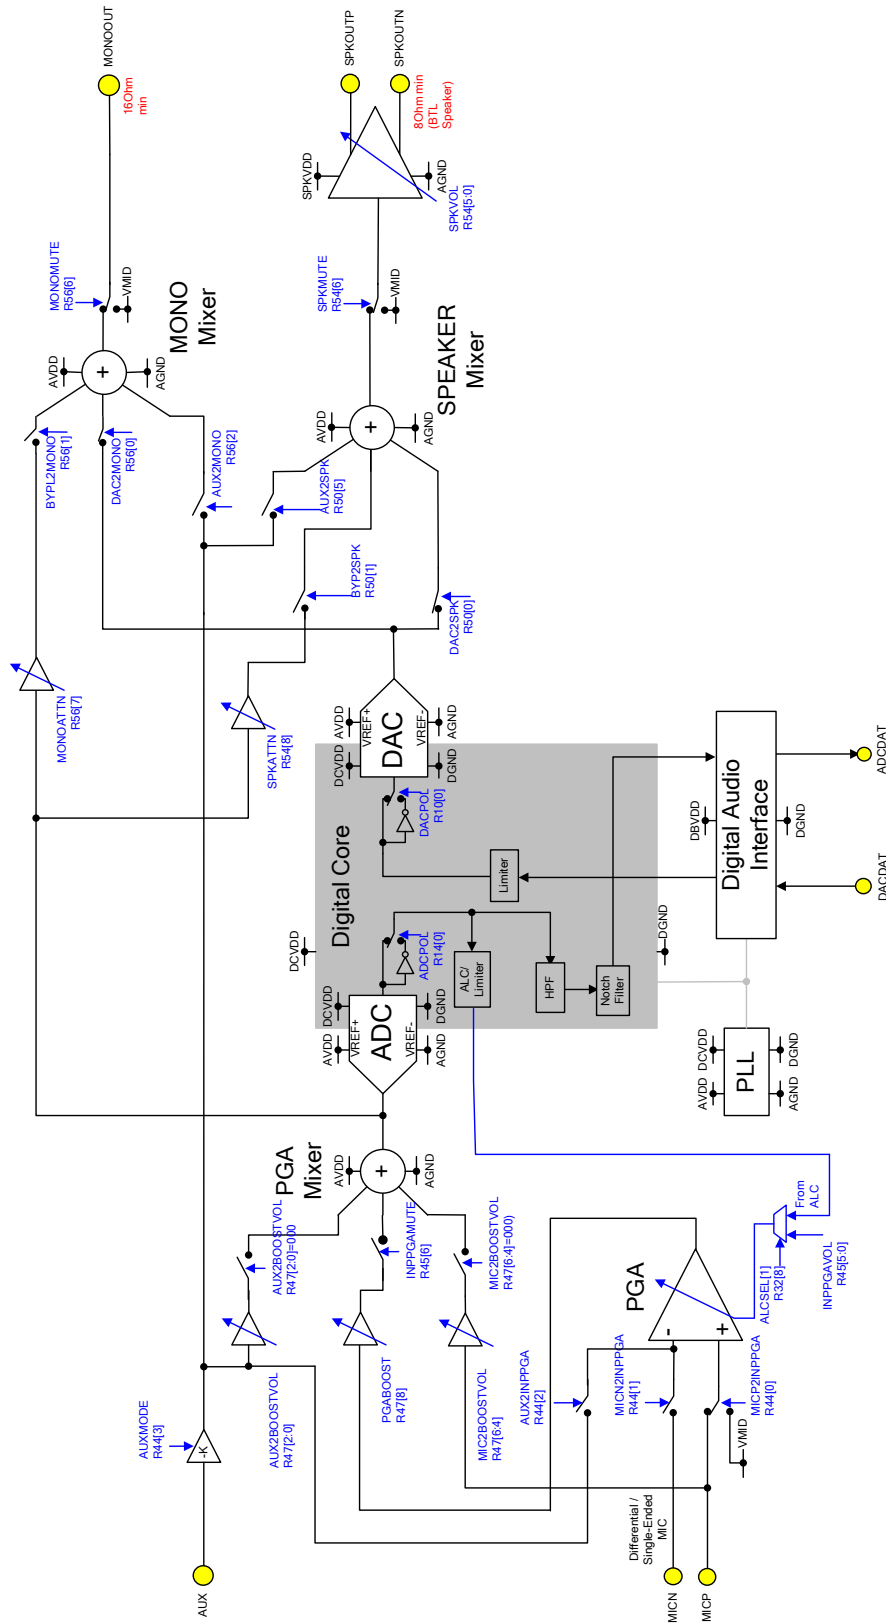 MONOOUT
16Ohm
min
SPKOUTP
SPKOUTN
8Ohm min
(BTL
Speaker)
SPKVDD
AGND
SPKVOL
R54[5:0]
MONOMUTE
R56[6]
VMID
SPKMUTE
R54[6]
VMID
MONO
Mixer
AVDD
+
AGND
SPEAKER
Mixer
AVDD
+
AGND
BYPL2MONO
R56[1]
DAC2MONO
R56[0]
AUX2MONO
R56[2]
AUX2SPK
R50[5]
BYP2SPK
R50[1]
DAC2SPK
R50[0]
MONOATTN
R56[7]
SPKATTN
R54[8]
AVDD
VREF+
DAC
VREF-
AGND
DCVDD
DGND
DACPOL
R10[0]
Digital Core
DCVDD
DGND
Limiter
ADCPOL
R14[0]
ALC/
Limiter
HPF
Notch
Filter
DCVDD
DGND
AVDD
VREF+
ADC
VREF-
AGND
Digital Audio
Interface
DBVDD
DGND
ADCDAT
DACDAT
PLL
AVDD
DCVDD
AGND
DGND
PGA
Mixer
AVDD
+
AGND
AUX2BOOSTVOL
R47[2:0]=000
INPPGAMUTE
R45[6]
MIC2BOOSTVOL
R47[6:4]=000)
AUXMODE
R44[3]
-K
AUX2BOOSTVOL
R47[2:0]
PGABOOST
R47[8]
MIC2BOOSTVOL
R47[6:4]
AUX2INPPGA
R44[2]
MICN2INPPGA
R44[1]
MICP2INPPGA
R44[0]
VMID
PGA
-
+
ALCSEL[1]
R32[8]
From
ALC
INPPGAVOL
R45[5:0]
Differential /
Single-Ended
MIC
AUX
MICN
MICP